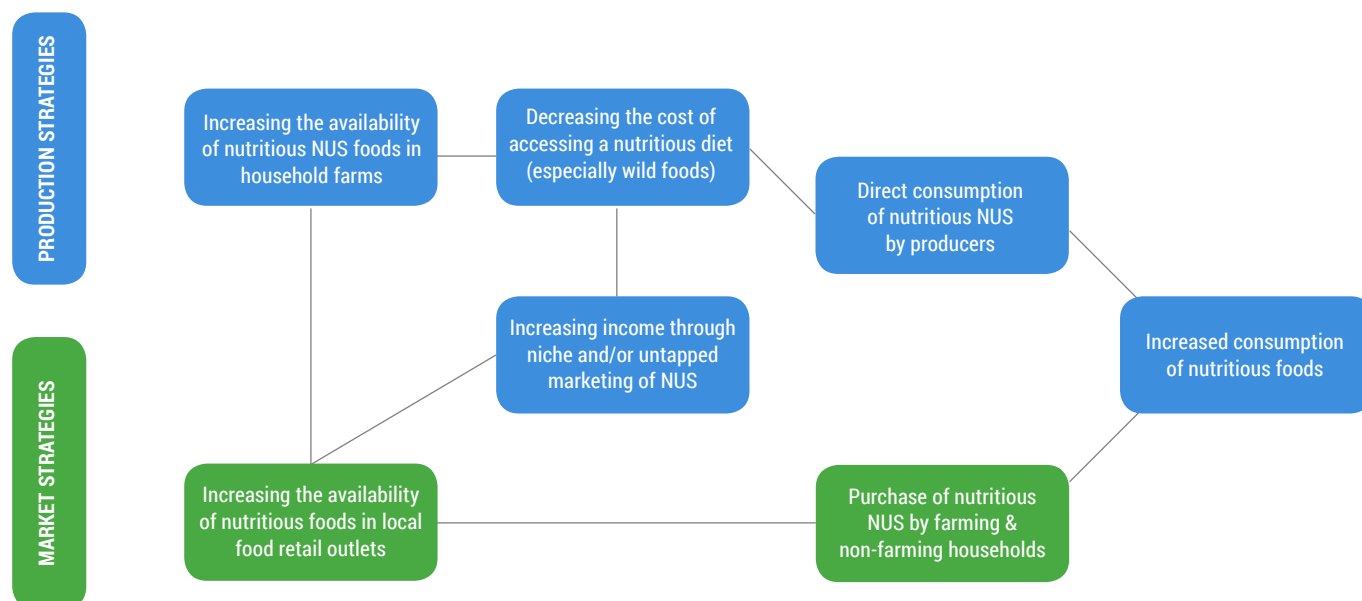 PRODUCTION STRATEGIES
Increasing the availability
of nutritious NUS foods in
household farms
Decreasing the cost of
accessing a nutritious diet
(especially wild foods)
Direct consumption
of nutritious NUS
by producers
Increasing income through
niche and/or untapped
marketing of NUS
Increased consumption
of nutritious foods
MARKET STRATEGIES
Increasing the availability
of nutritious foods in local
food retail outlets
Purchase of nutritious
NUS by farming &
non-farming households